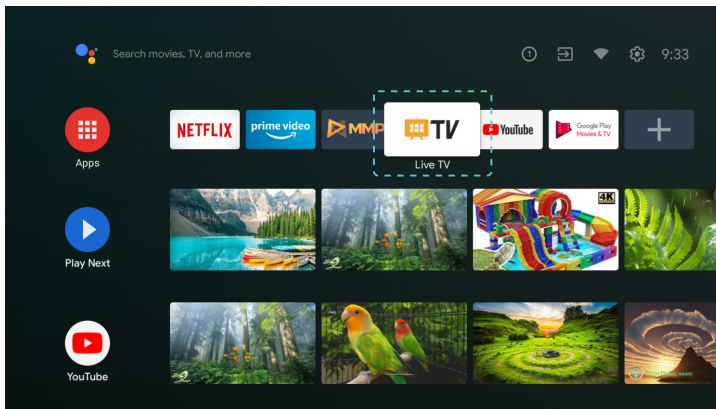 Search movies, TV, and more
1
9:33
Apps
NETFLIX
prime video
MMP
TV
YouTube
Google Play
Movies & TV
Live TV
Play Next
4K
YouTube